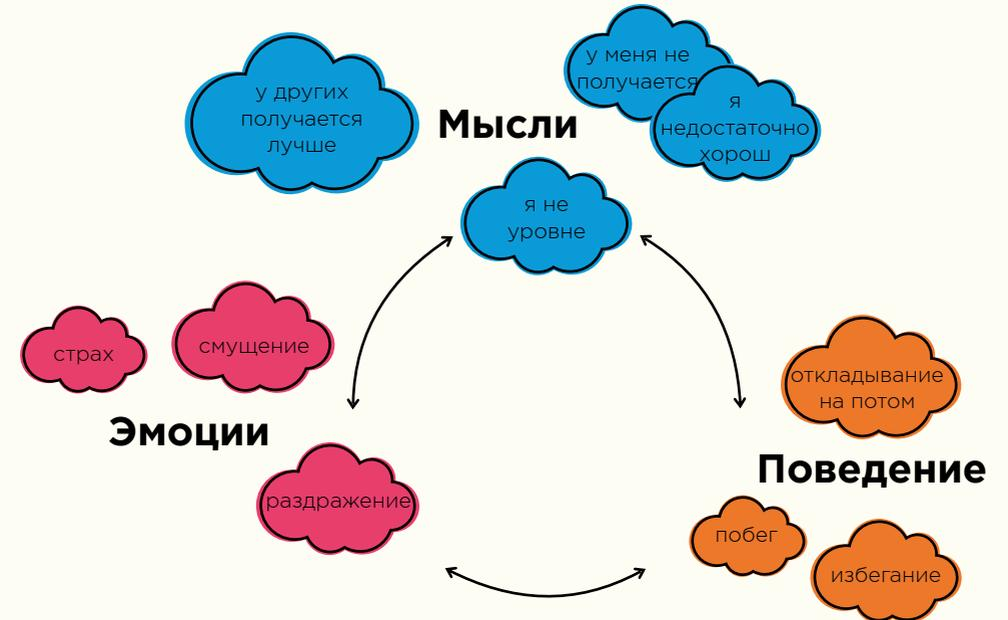 у других
получается
лучше
Мысли
у меня не
получается
я
недостаточно
хорош
я не
уровне
страх
смущение
Эмоции
раздражение
откладывание
на потом
Поведение
побег
избегание